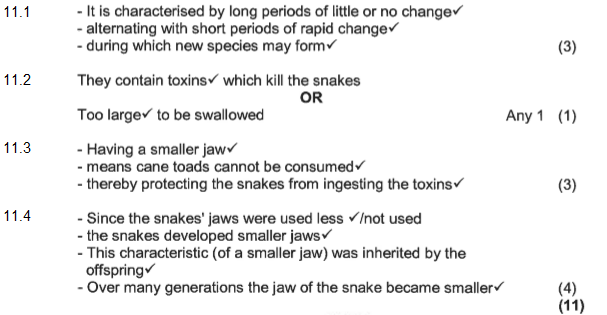 11.1 - It is characterised by long periods of little or no change✓
- alternating with short periods of rapid change✓
- during which new species may form✓ (3)
11.2 They contain toxins✓ which kill the snakes
OR
Too large✓ to be swallowed Any 1 (1)
11.3 - Having a smaller jaw✓
- means cane toads cannot be consumed✓
- thereby protecting the snakes from ingesting the toxins✓ (3)
11.4 - Since the snakes' jaws were used less ✓/not used
- the snakes developed smaller jaws✓
- This characteristic (of a smaller jaw) was inherited by the
offspring✓
- Over many generations the jaw of the snake became smaller✓ (4)
(11)